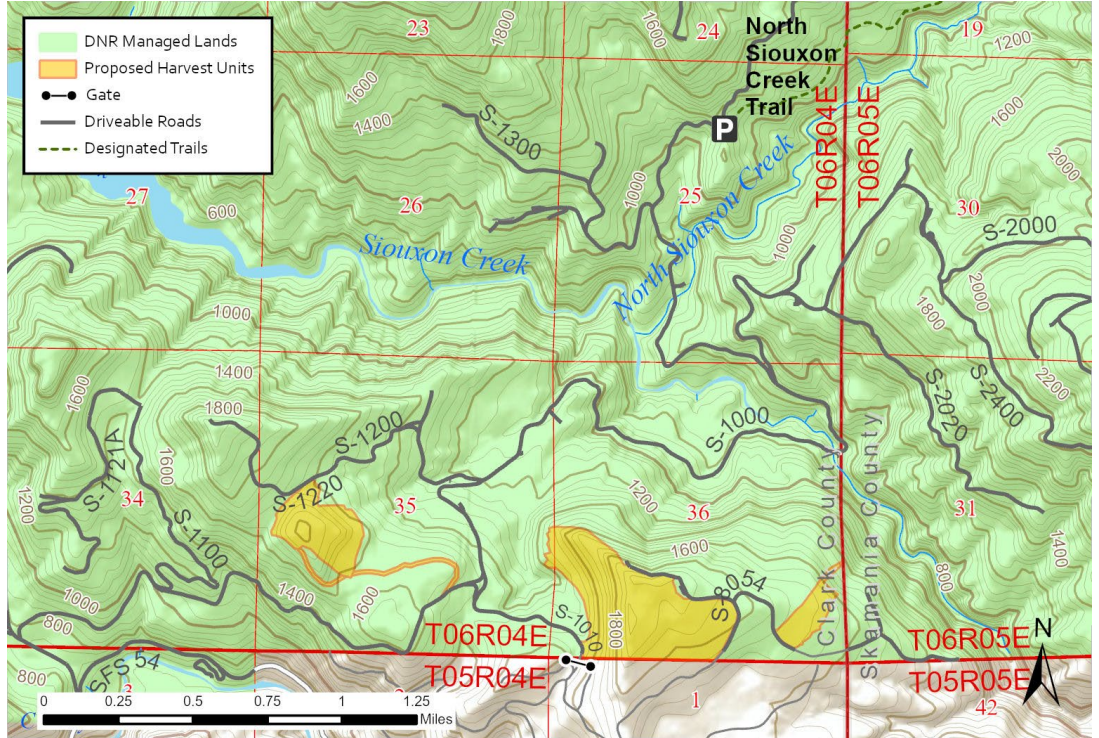 DNR Managed Lands
Proposed Harvest Units
Gate
Driveable Roads
Designated Trails
23
1800
1600
24
North
Siouxon
Creek
Trail
19
1200
1600
1400
1600
S-1300
P
T06R04E
T06R05E
2000
27
600
26
1000
25
30
Siouxon Creek
North Siouxon Creek
1000
S-2000
2000
1000
1800
1400
2200
1600
1800
S-1200
S-1000
S-2020
S-2400
S-1121A
1600
1200
34
S-1220
35
1200
36
31
S-1100
1600
1400
Clark County
Skamania County
1000
1400
1600
800
800
S-8054
S-1010
1800
T06R04E
T06R05E
N
T05R04E
T05R05E
SFS 54
800
3
1
42
0 0.25 0.5 1 1.25
Miles